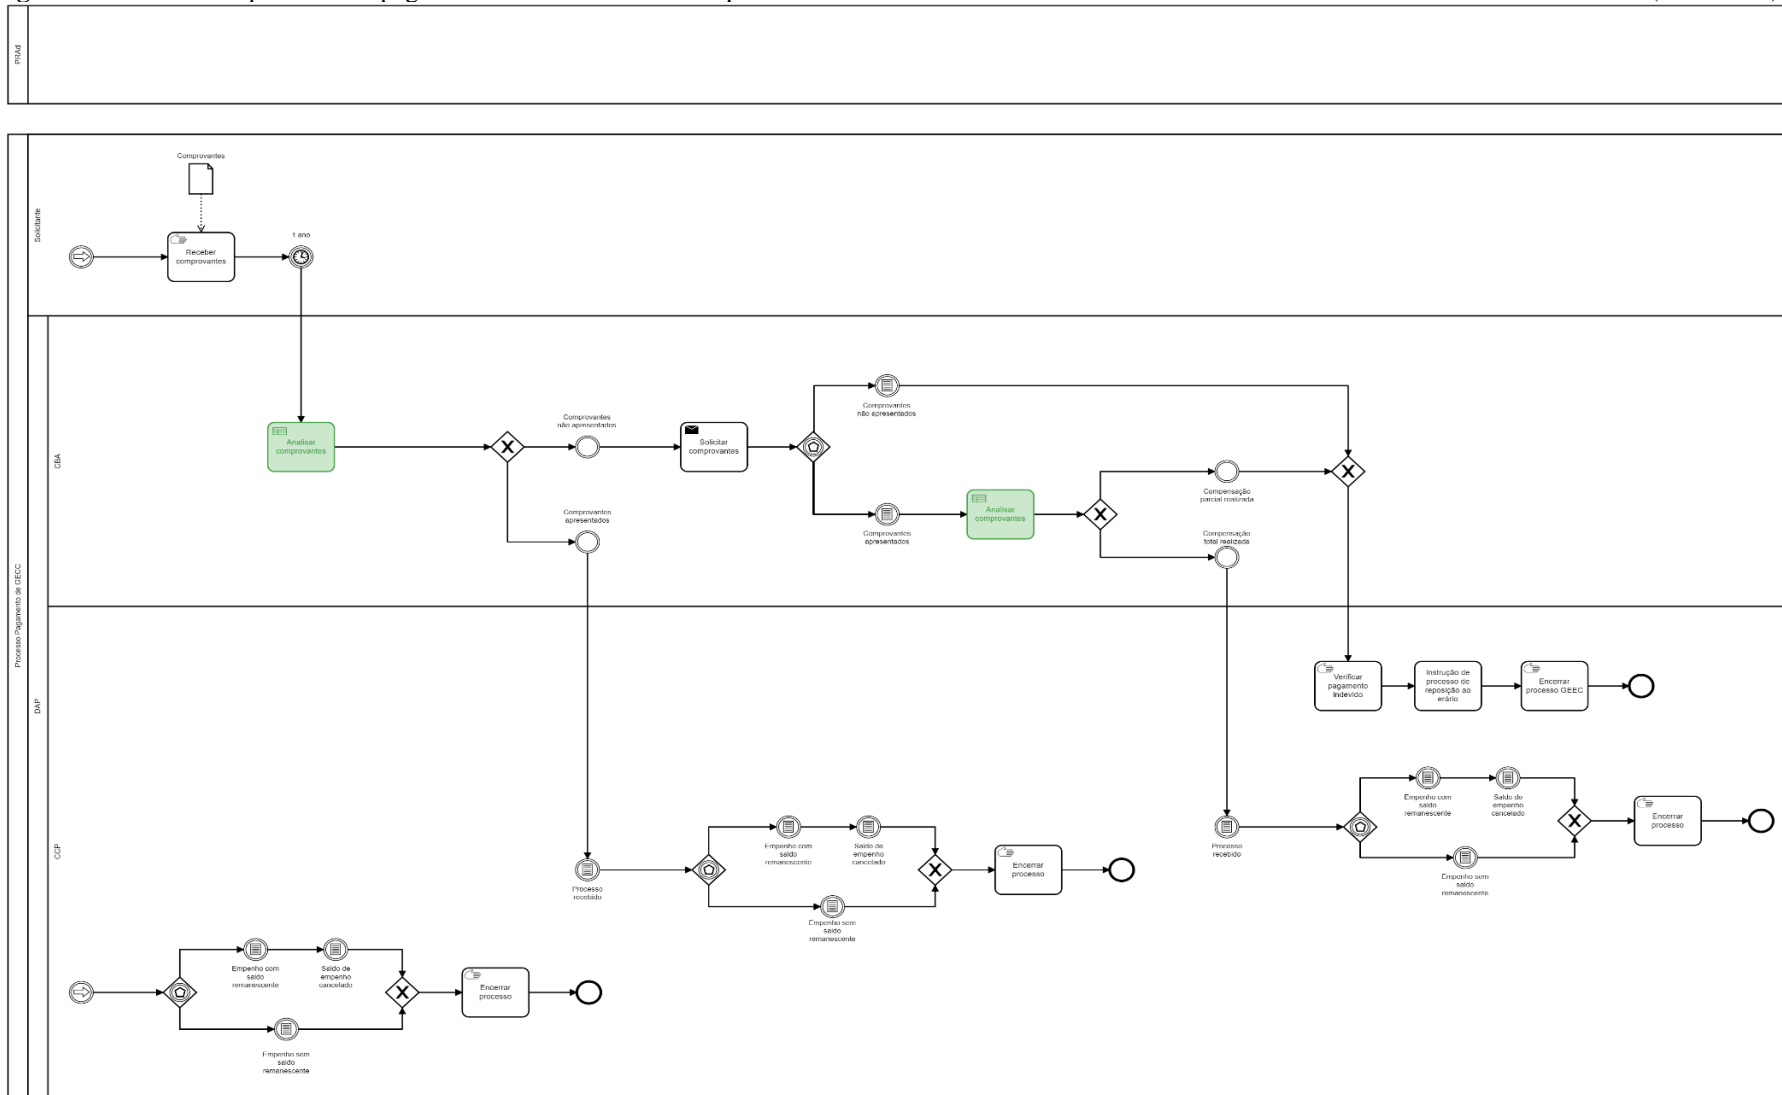 PRAd
Processo Pagamento de GECC
Solicitante
Comprovantes
Receber
comprovantes
1 ano
DAP
CBA
Analisar
comprovantes
Comprovantes
não apresentados
Comprovantes
apresentados
Solicitar
comprovantes
Comprovantes
não apresentados
Comprovantes
apresentados
Analisar
comprovantes
Compensação
parcial realizada
Compensação
total realizada
CCP
Verificar
pagamento
Indevido
Instrução de
processo de
reposição ao
erário
Encerrar
processo GEEC
Processo
recebido
Empenho com
saldo
remanescente
Saldo de
empenho
cancelado
Empenho sem
saldo
remanescente
Encerrar
processo
Processo
recebido
Empenho com
saldo
remanescente
Saldo de
empenho
cancelado
Empenho sem
saldo
remanescente
Encerrar
processo
Empenho com
saldo
remanescente
Saldo de
empenho
cancelado
Empenho sem
saldo
remanescente
Encerrar
processo